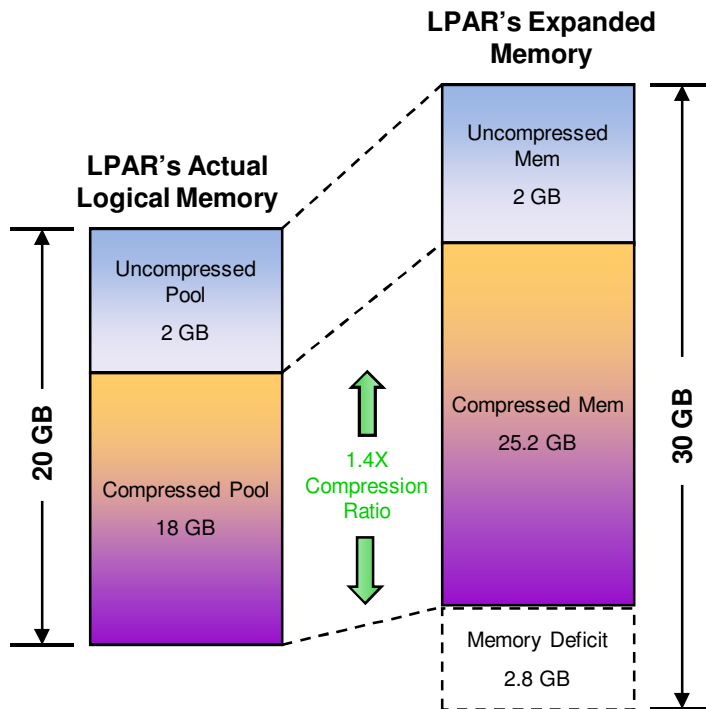 LPAR's Expanded
Memory
Uncompressed
Mem
2 GB
LPAR's Actual
Logical Memory
Uncompressed
Pool
2 GB
Compressed Mem
25.2 GB
30 GB
20 GB
1.4X
Compression
Ratio
Compressed Pool
18 GB
Memory Deficit
2.8 GB